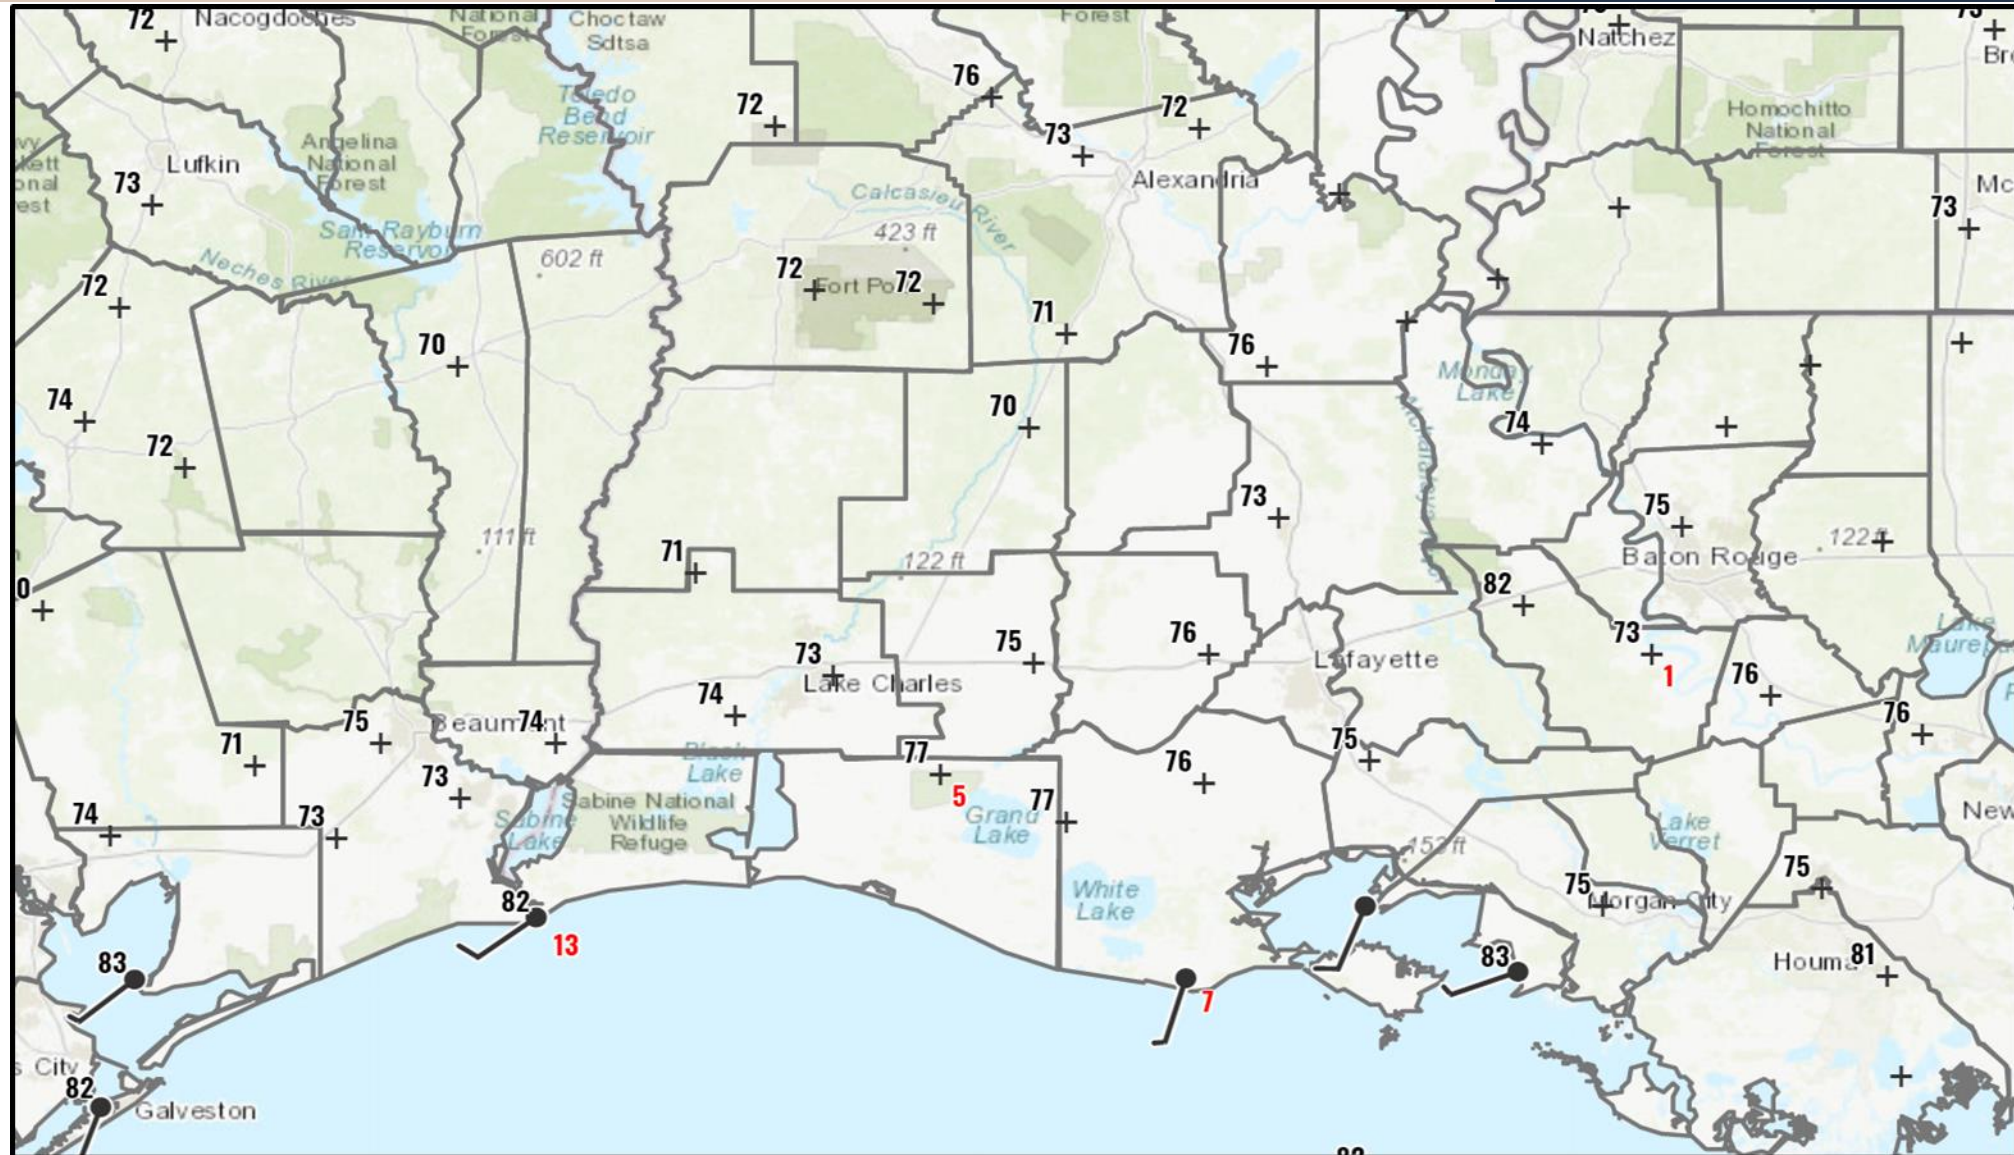 72
Nacogdoches
National
Forest
Choctaw
Sdtsa
Forest
Natchez
Toledo
Bend
Reservoir
72
76
73
72
Homochitto
National
Forest
Lufkin
Angelina
National
Forest
73
Alexandria
Calcasieu River
423 ft
Sam Rayburn
Reservoir
Neches River
602 ft
73
72
72
Fort Po
72
71
70
76
Monday
Lake
74
72
70
74
73
75
Baton Rouge
122 ft
111 ft
71
122 ft
82
73
1
76
Lake
Maurepa
0
73
Lake Charles
75
76
Lafayette
74
75
Beaumont
74
71
73
77
5
Black
Lake
Sabine National
Wildlife
Refuge
Sabine
Lake
Grand
Lake
77
76
75
76
New
74
73
153 ft
Lake
Verret
White
Lake
75
Morgan City
75
82
13
83
7
83
Houma
81
s City
82
Galveston